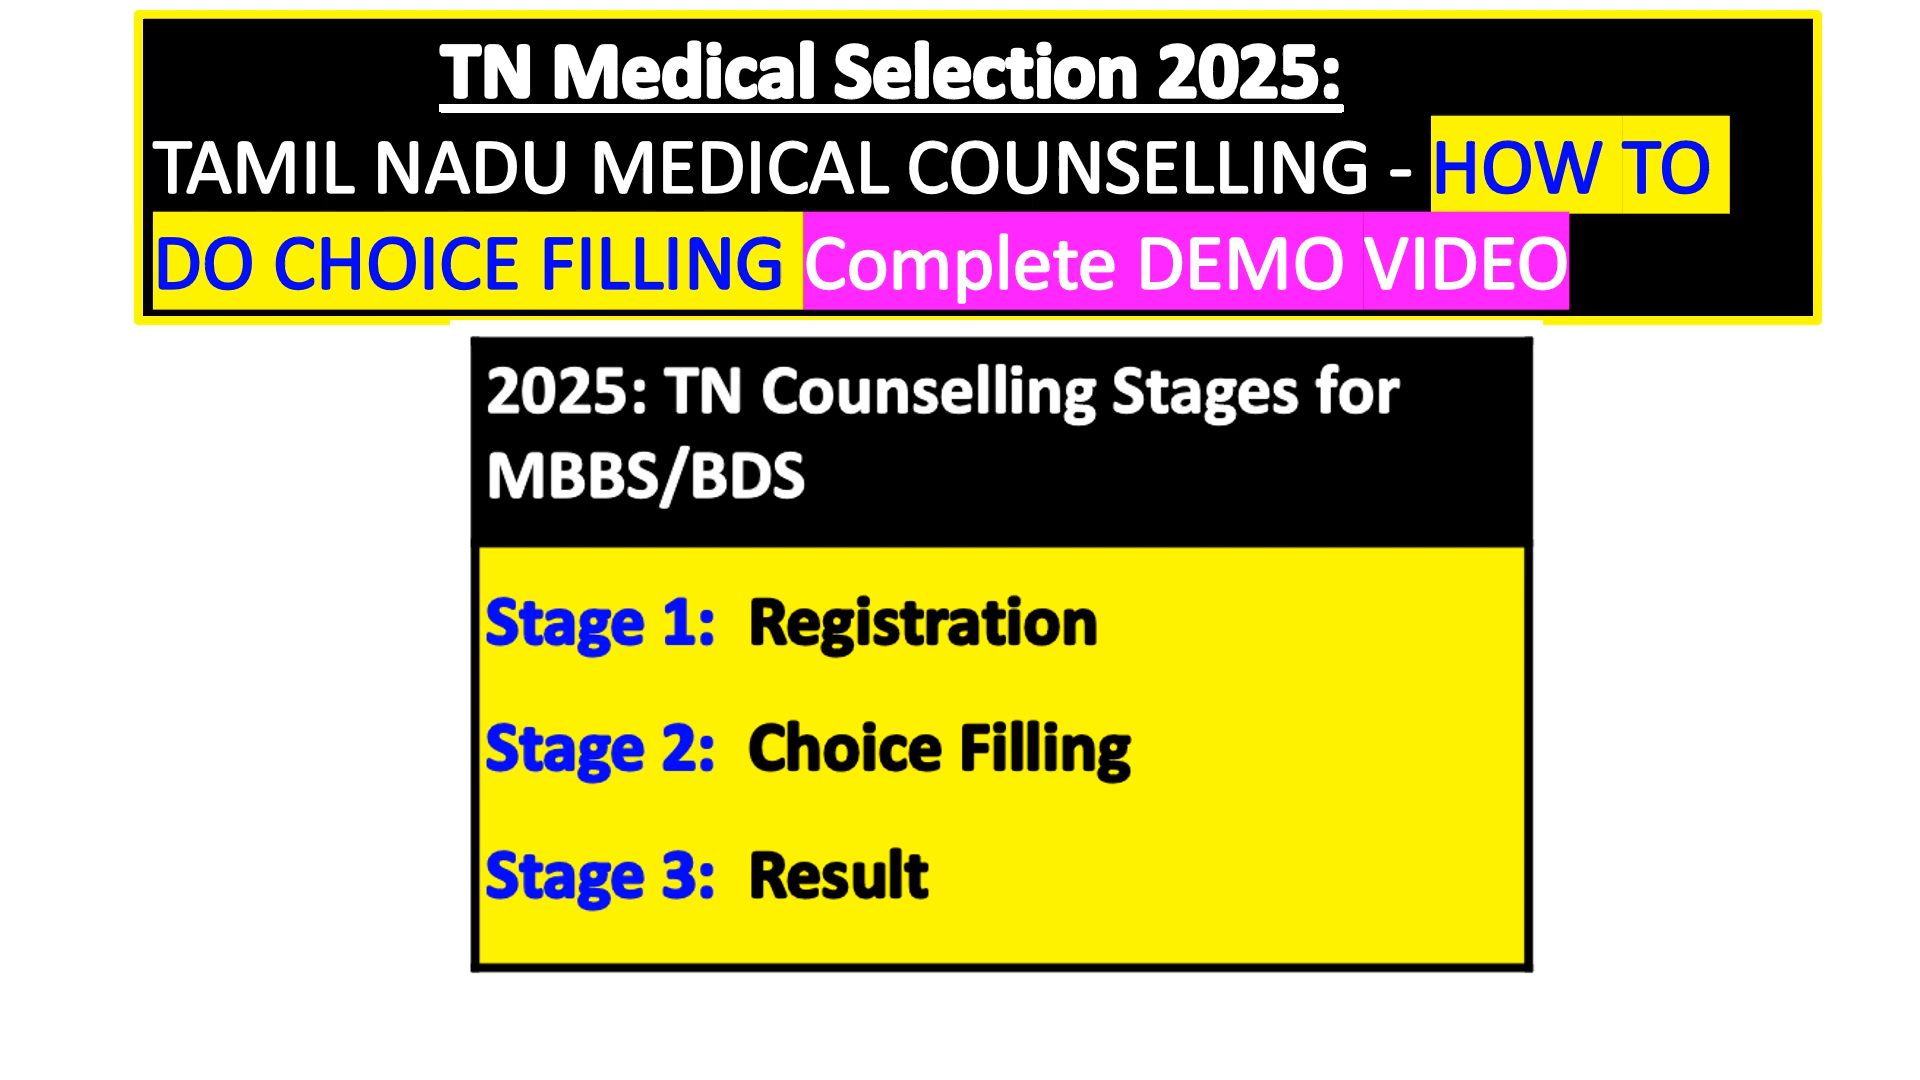 TN Medical Selection 2025:
TAMIL NADU MEDICAL COUNSELLING - HOW TO
DO CHOICE FILLING Complete DEMO VIDEO
2025: TN Counselling Stages for
MBBS/BDS
Stage 1: Registration
Stage 2: Choice Filling
Stage 3: Result